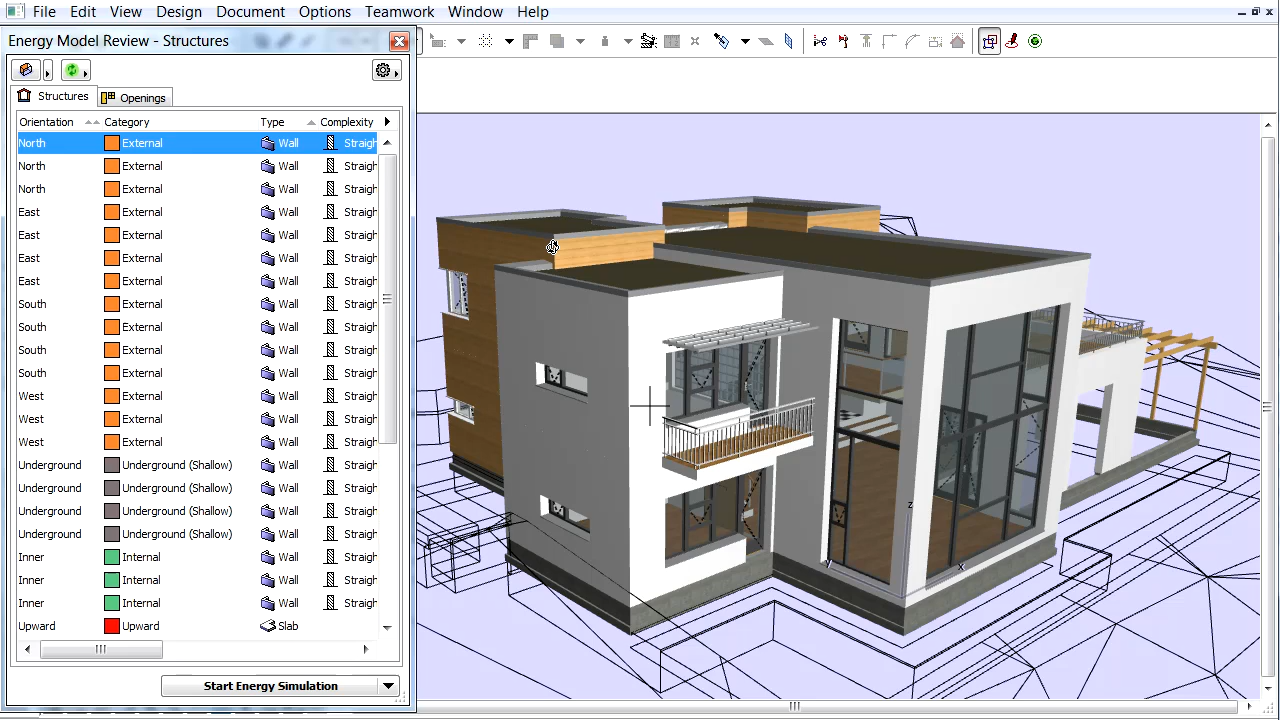 File Edit View Design Document Options Teamwork Window Help
Energy Model Review - Structures
Structures Openings
Orientation Category Type Complexity
North External Wall Straigh
North External Wall Straigh
North External Wall Straigh
East External Wall Straigh
East External Wall Straigh
East External Wall Straigh
East External Wall Straigh
South External Wall Straigh
South External Wall Straigh
South External Wall Straigh
South External Wall Straigh
West External Wall Straigh
West External Wall Straigh
West External Wall Straigh
Underground Underground (Shallow) Wall Straigh
Underground Underground (Shallow) Wall Straigh
Underground Underground (Shallow) Wall Straigh
Underground Underground (Shallow) Wall Straigh
Inner Internal Wall Straigh
Inner Internal Wall Straigh
Inner Internal Wall Straigh
Upward Upward Slab
Start Energy Simulation
z
y
x